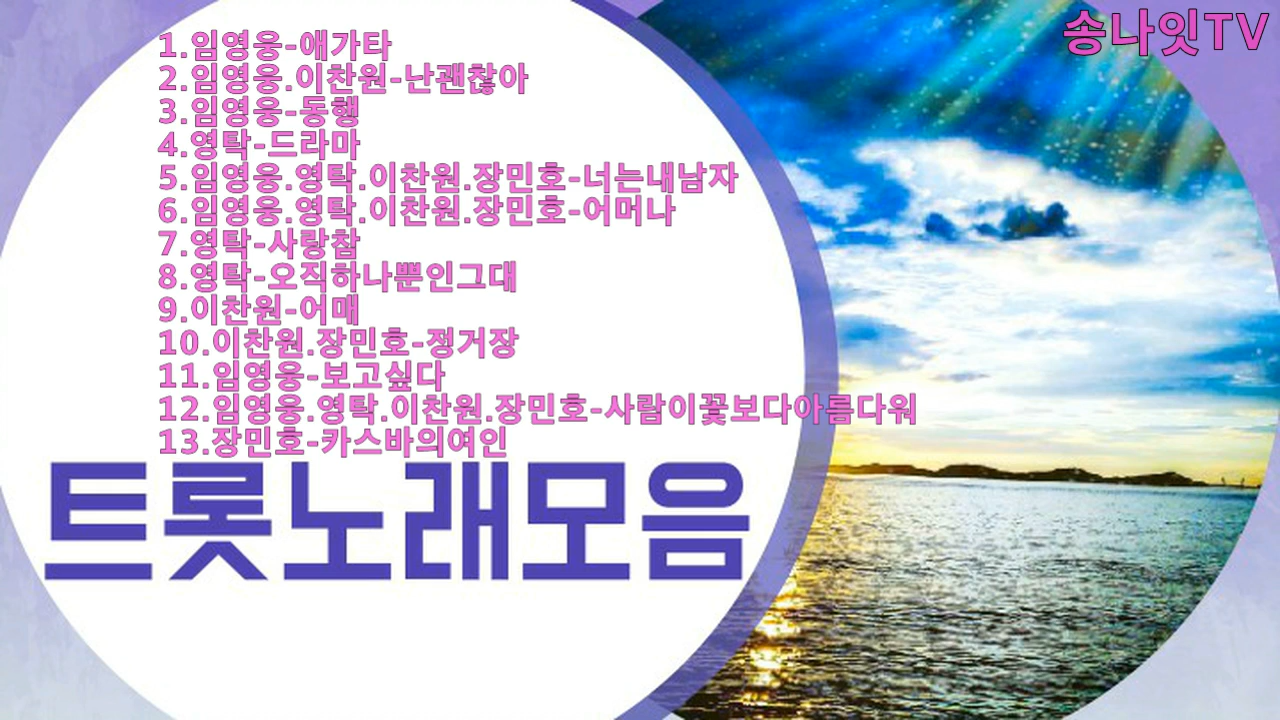 송나잇TV
1.임영웅-애가타
2.임영웅.이찬원-난괜찮아
3.임영웅-동행
4.영탁-드라마
5.임영웅.영탁.이찬원.장민호-너는내남자
6.임영웅.영탁.이찬원.장민호-어머나
7.영탁-사랑참
8.영탁-오직하나뿐인그대
9.이찬원-어매
10.이찬원.장민호-정거장
11.임영웅-보고싶다
12.임영웅.영탁.이찬원.장민호-사람이꽃보다아름다워
13.장민호-카스바의여인
트롯노래모음